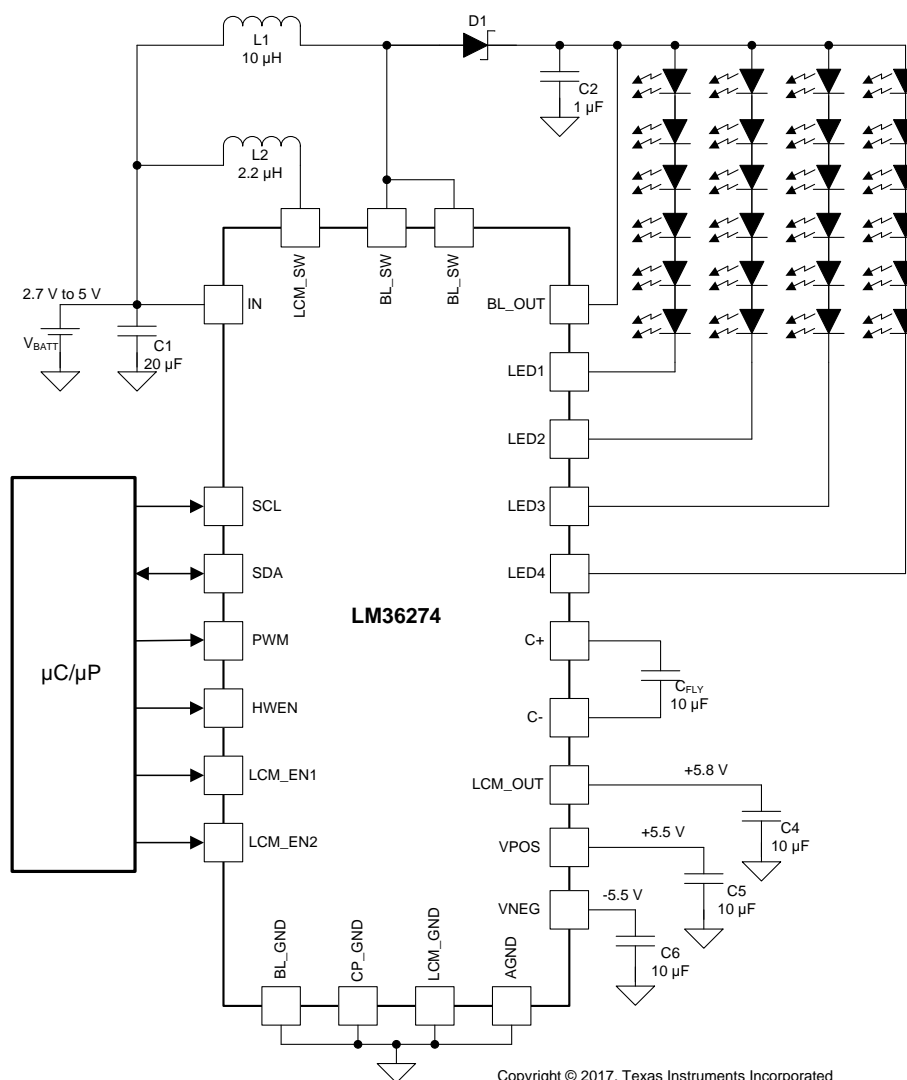 D1
L1
10 µH
C2
1 µF
L2
2.2 µH
LCM_SW
BL_SW
BL_SW
2.7 V to 5 V
IN
BL_OUT
VBATT
C1
20 µF
LED1
LED2
SCL
LED3
SDA
LED4
LM36274
PWM
C+
µC/µP
CFLY
10 µF
HWEN
C-
LCM_EN1
LCM_OUT
+5.8 V
C4
10 µF
LCM_EN2
VPOS
+5.5 V
C5
10 µF
VNEG
-5.5 V
C6
10 µF
BL_GND
CP_GND
LCM_GND
AGND
Copyright © 2017, Texas Instruments Incorporated